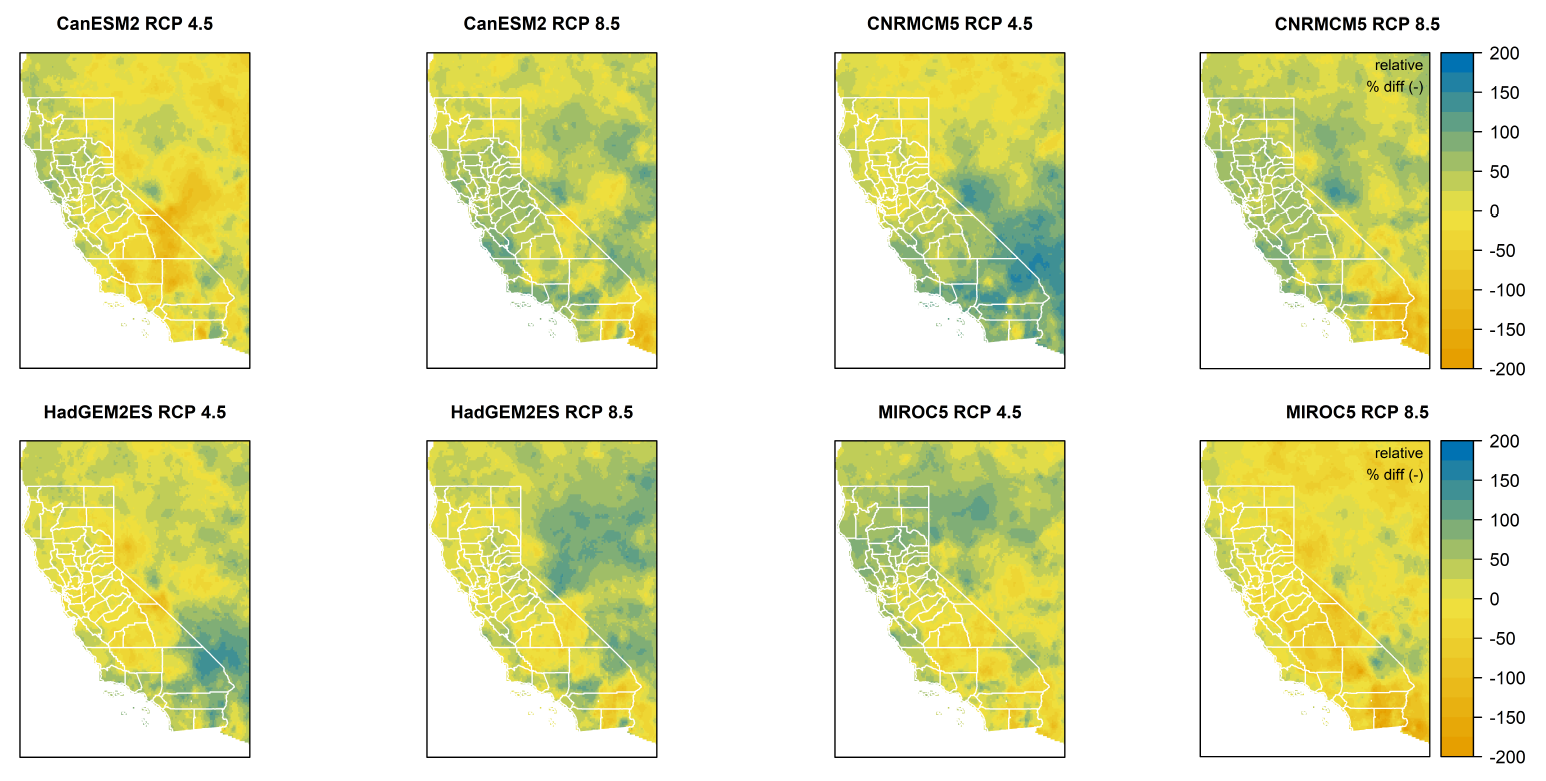 CanESM2 RCP 4.5
CanESM2 RCP 8.5
CNRMCM5 RCP 4.5
CNRMCM5 RCP 8.5
relative
% diff (-)
200
150
100
50
0
-50
-100
-150
-200
HadGEM2ES RCP 4.5
HadGEM2ES RCP 8.5
MIROC5 RCP 4.5
MIROC5 RCP 8.5
relative
% diff (-)
200
150
100
50
0
-50
-100
-150
-200